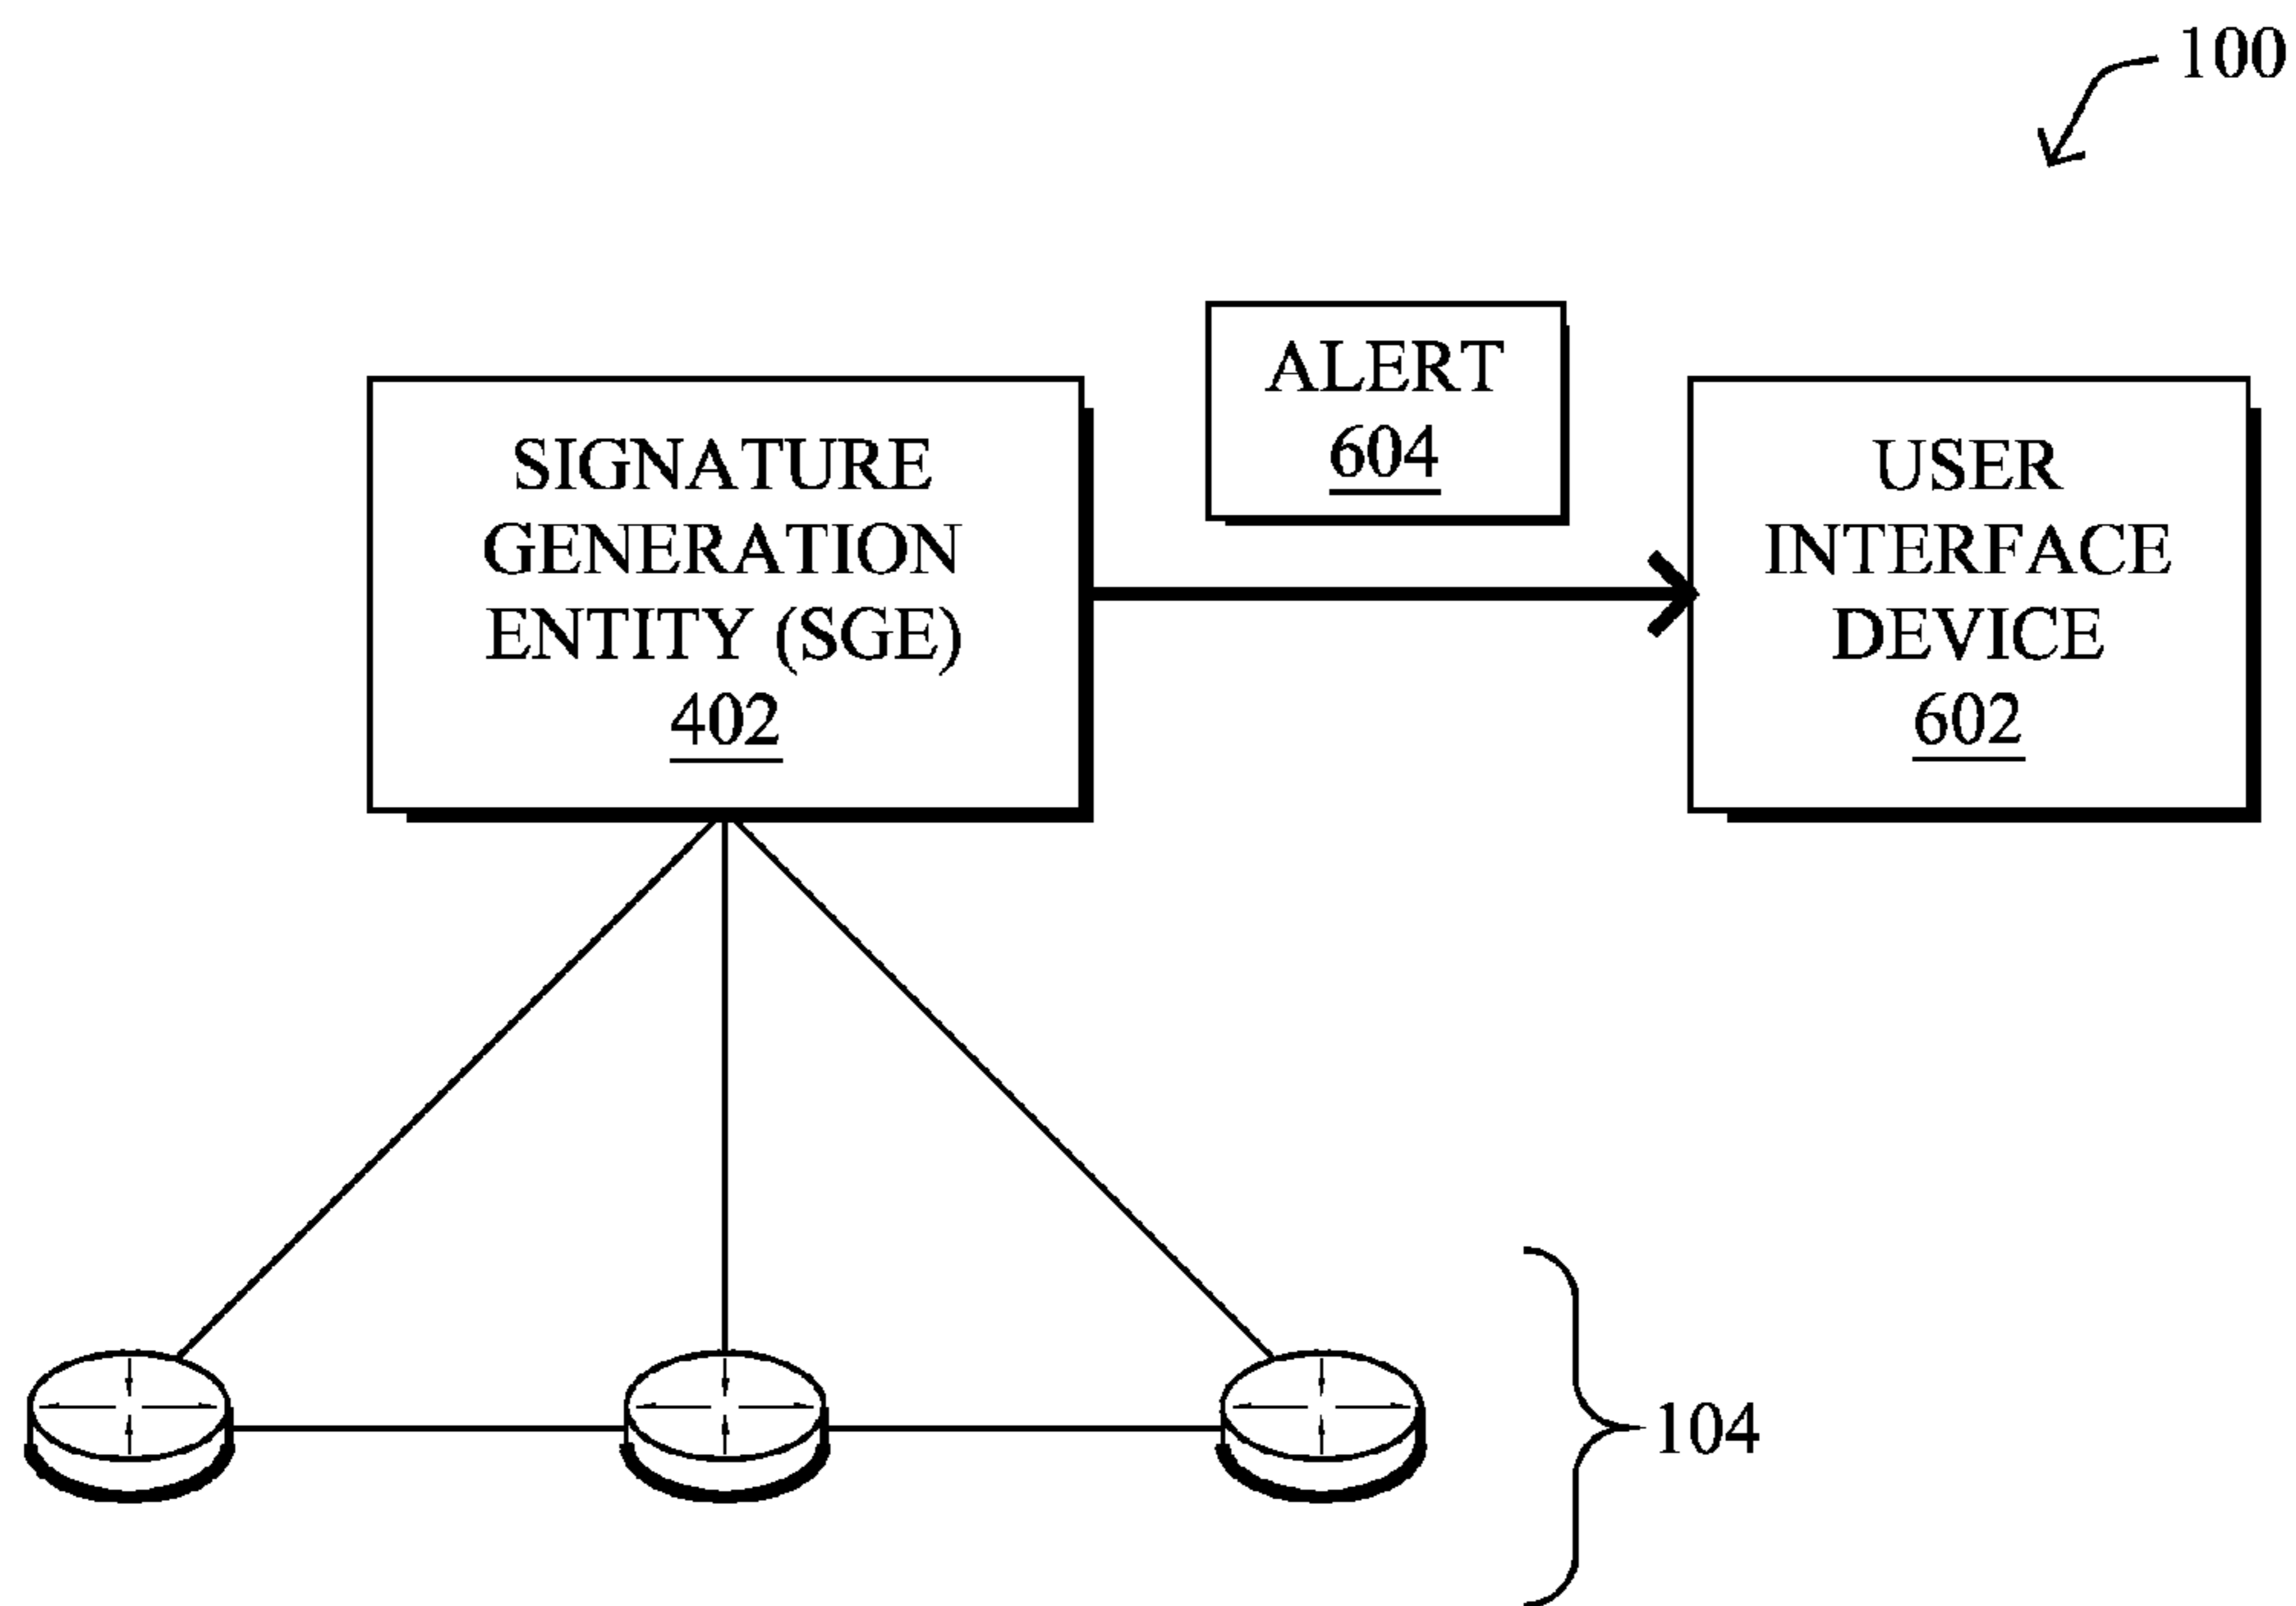 100
ALERT
604
SIGNATURE
GENERATION
ENTITY (SGE)
402
USER
INTERFACE
DEVICE
602
104